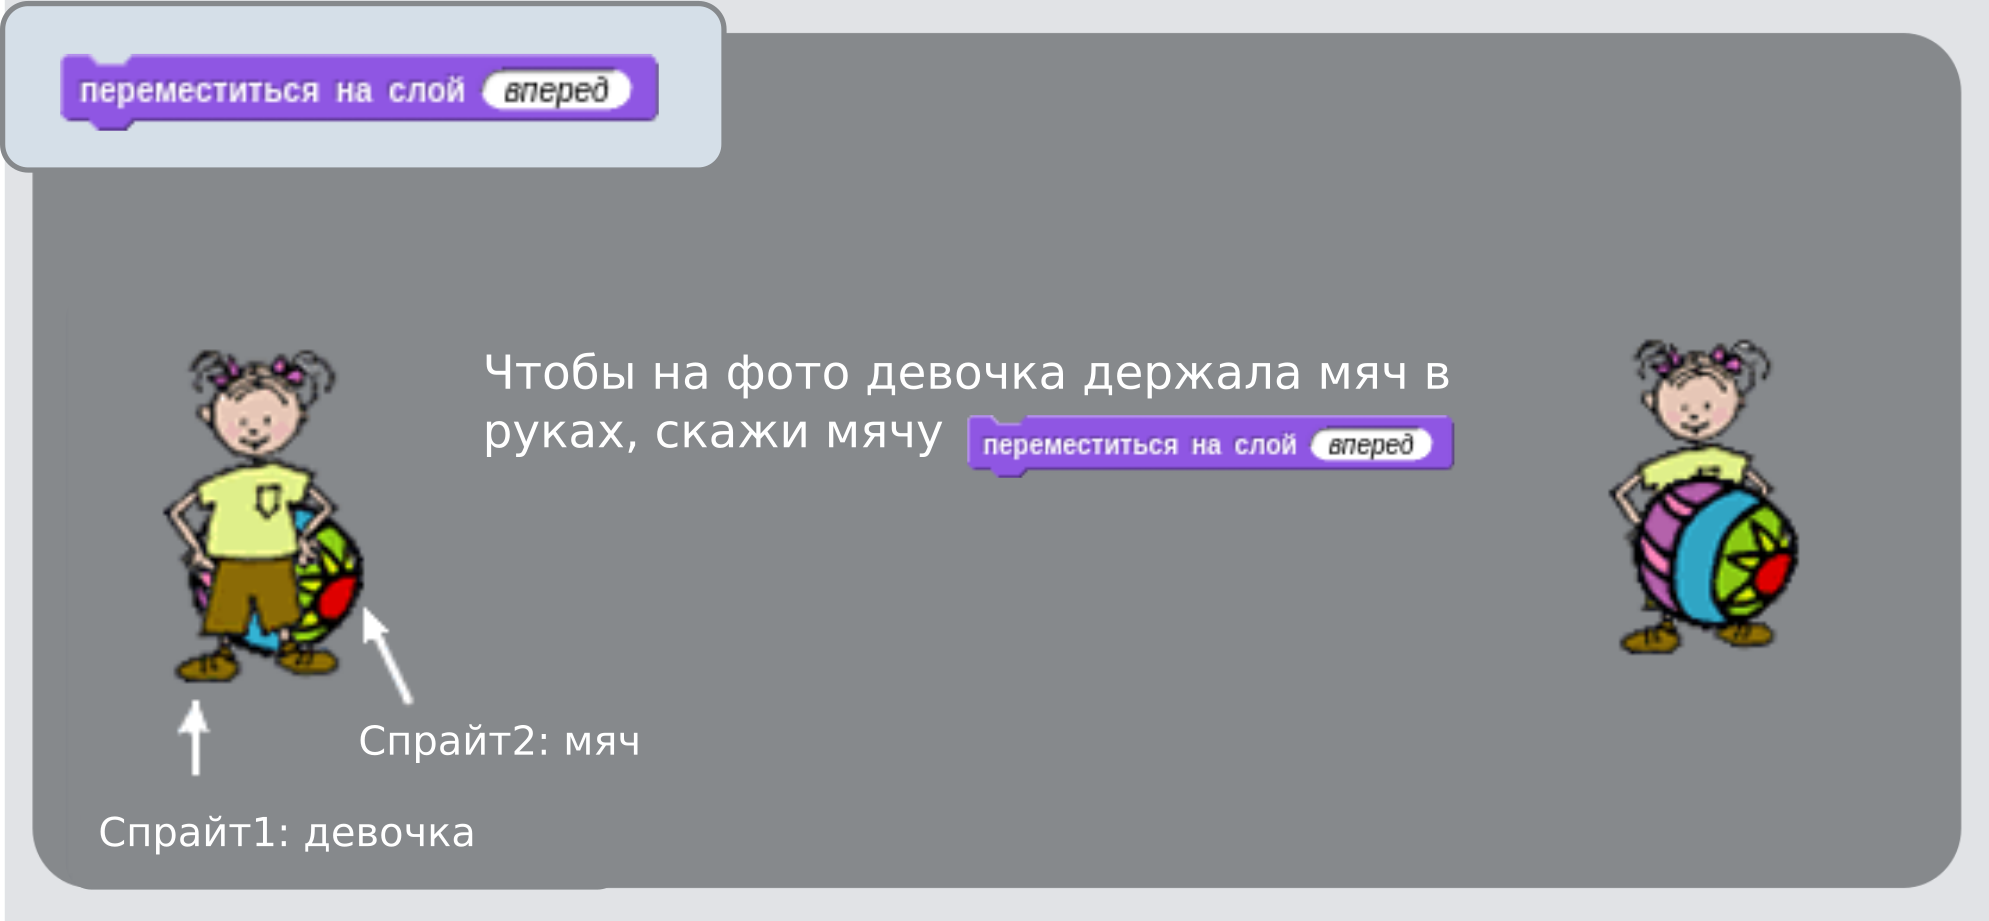 переместиться на слой вперед
Чтобы на фото девочка держала мяч в
руках, скажи мячу переместиться на слой вперед
Спрайт2: мяч
Спрайт1: девочка